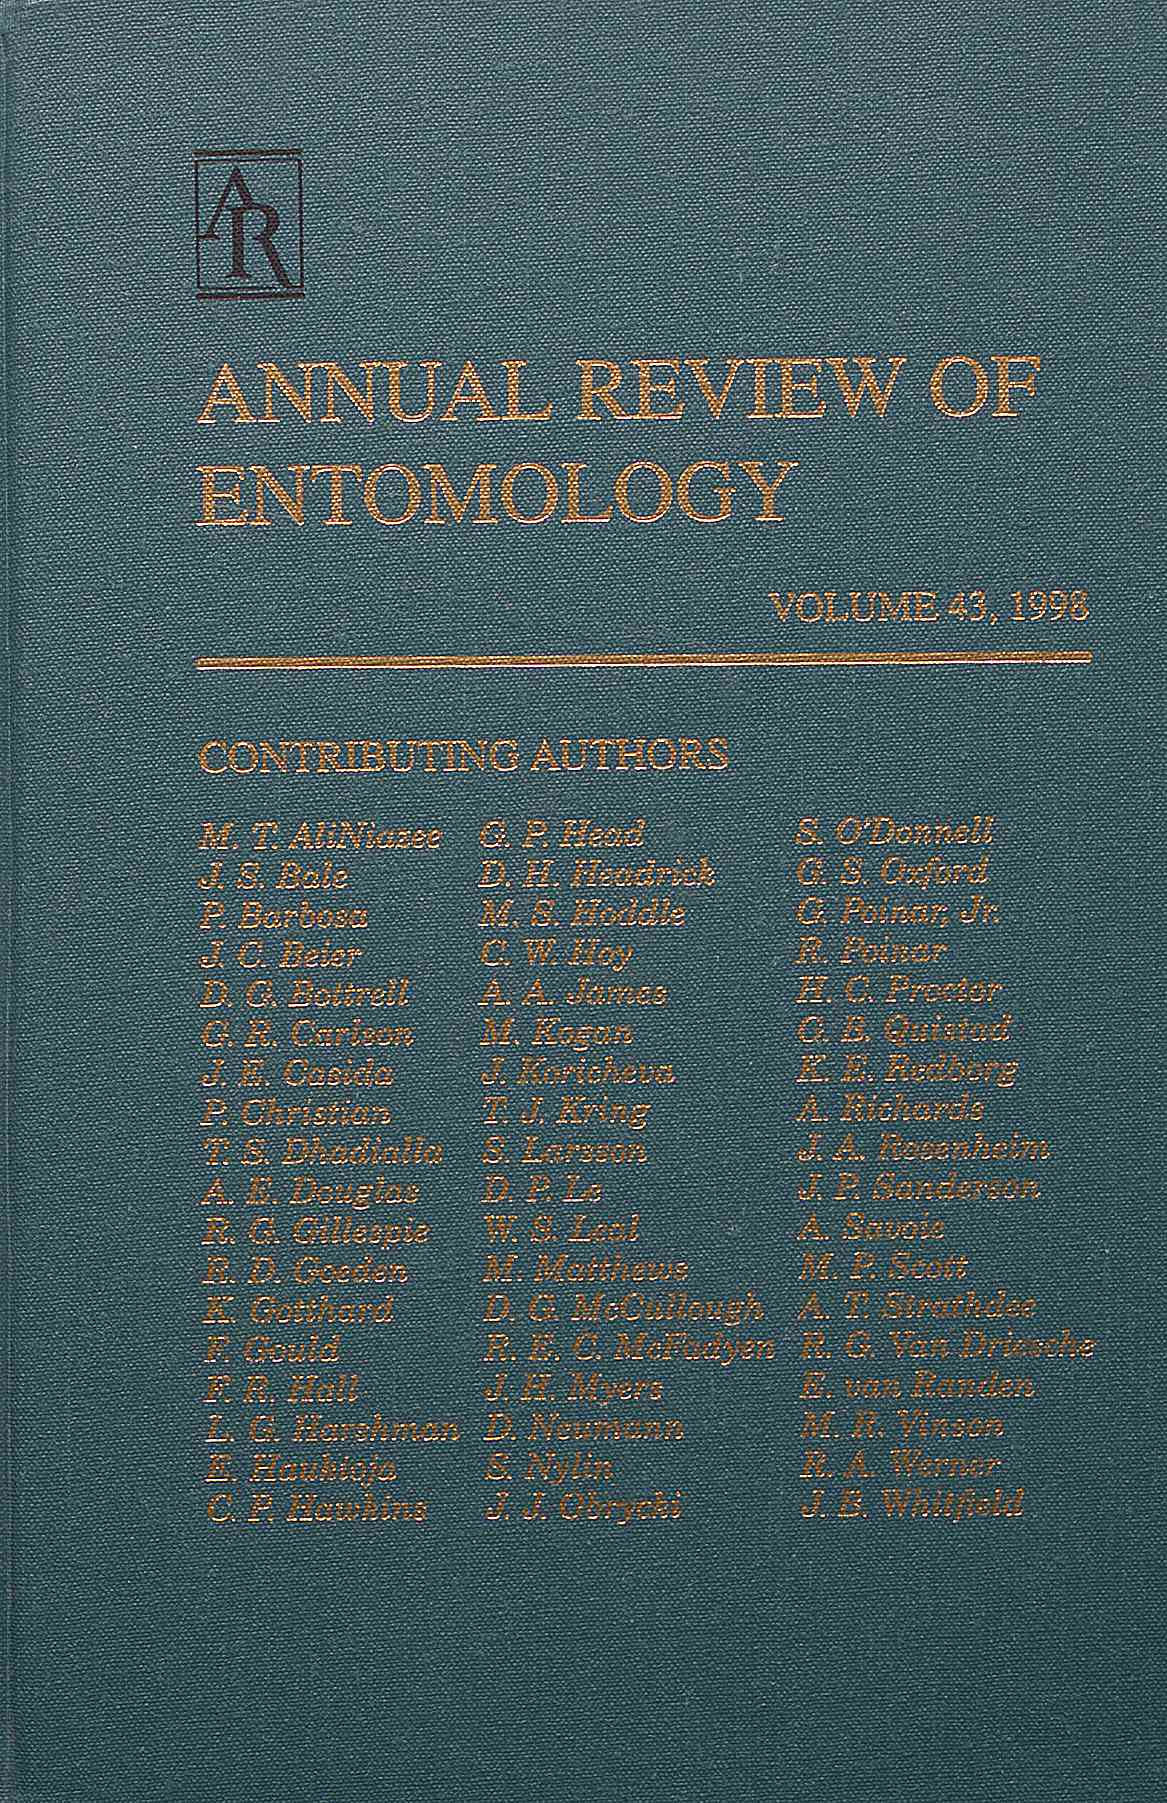 AR
ANNUAL REVIEW OF
ENTOMOLOGY
VOLUME 43, 1998
CONTRIBUTING AUTHORS
M. T. AliNiazee
J. S. Bale
P. Barbosa
J. C. Beier
D. G. Bottrell
G. R. Carlson
J. E. Casida
P. Christian
T. S. Dhadialla
A. E. Douglas
R. G. Gillespie
R. D. Goeden
K. Gotthard
F. Gould
F. R. Hall
L. G. Harshman
E. Haukioja
C. P. Hawkins
G. P. Head
D. H. Headrick
M. S. Hoddle
C. W. Hoy
A. A. James
M. Kogan
J. Koricheva
T. J. Kring
S. Larsson
D. P. Le
W. S. Leal
M. Matthews
D. G. McCullough
R. E. C. McFadyen
J. H. Myers
D. Neumann
S. Nylin
J. J. Obrycki
S. O'Donnell
G. S. Oxford
G. Poinar, Jr.
R. Poinar
H. C. Proctor
G. B. Quistad
K. E. Redborg
A. Richards
J. A. Rosenheim
J. P. Sanderson
A. Savoie
M. P. Scott
A. T. Strathdee
R. G. Van Driesche
E. van Randen
M. R. Vinson
R. A. Werner
J. B. Whitfield